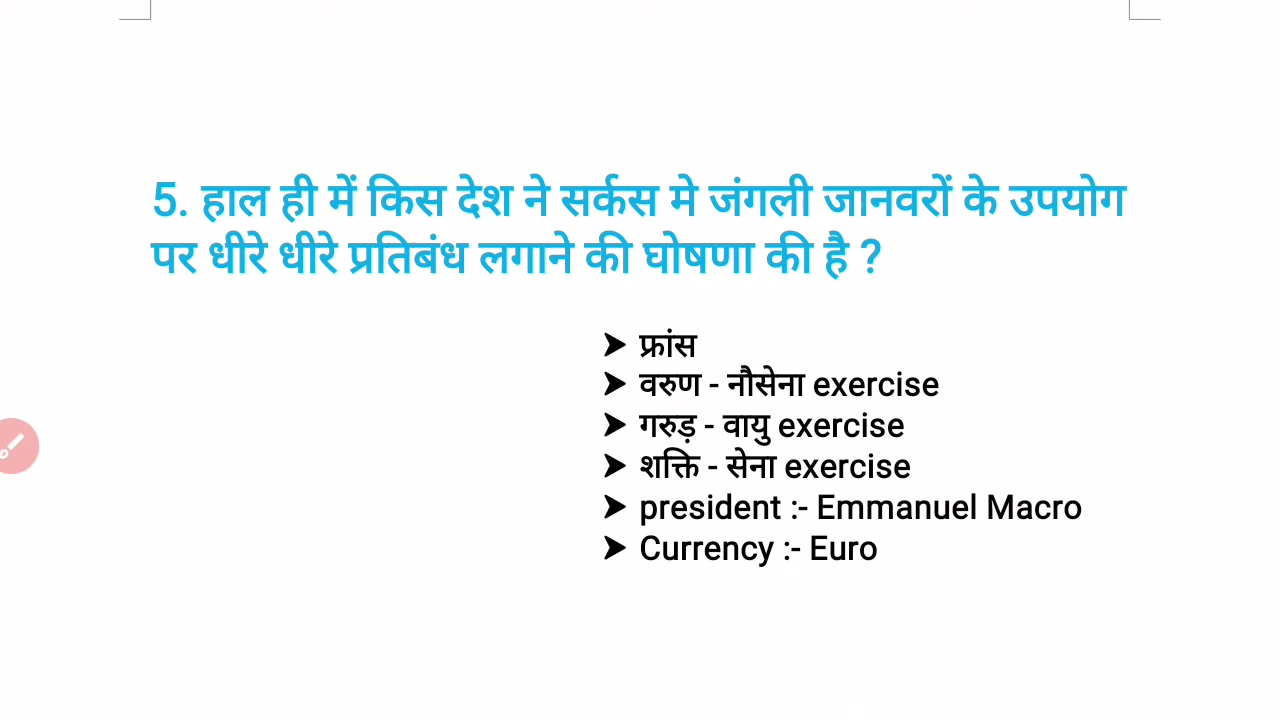 5. हाल ही में किस देश ने सर्कस मे जंगली जानवरों के उपयोग
पर धीरे धीरे प्रतिबंध लगाने की घोषणा की है ?
➤ फ्रांस
➤ वरुण - नौसेना exercise
➤ गरुड़ - वायु exercise
➤ शक्ति - सेना exercise
➤ president :- Emmanuel Macro
➤ Currency :- Euro